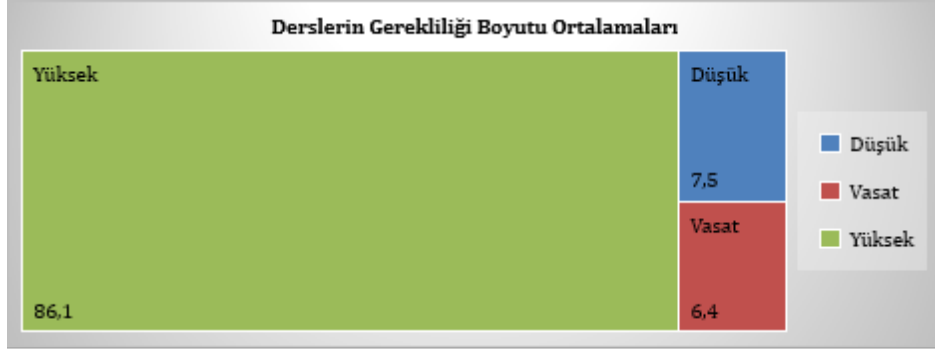 Derslerin Gerekliliği Boyutu Ortalamaları
Yüksek
86,1
Düşük
7,5
Vasat
6,4
Düşük
Vasat
Yüksek